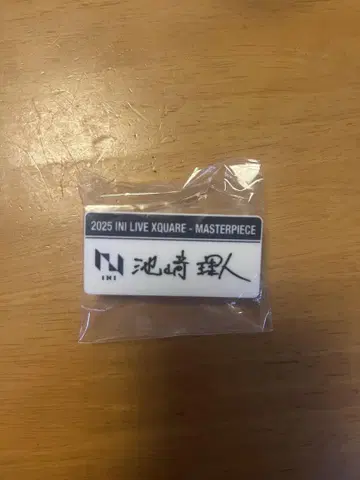 2025 INI LIVE XQUARE - MASTERPIECE
INI
池﨑理人